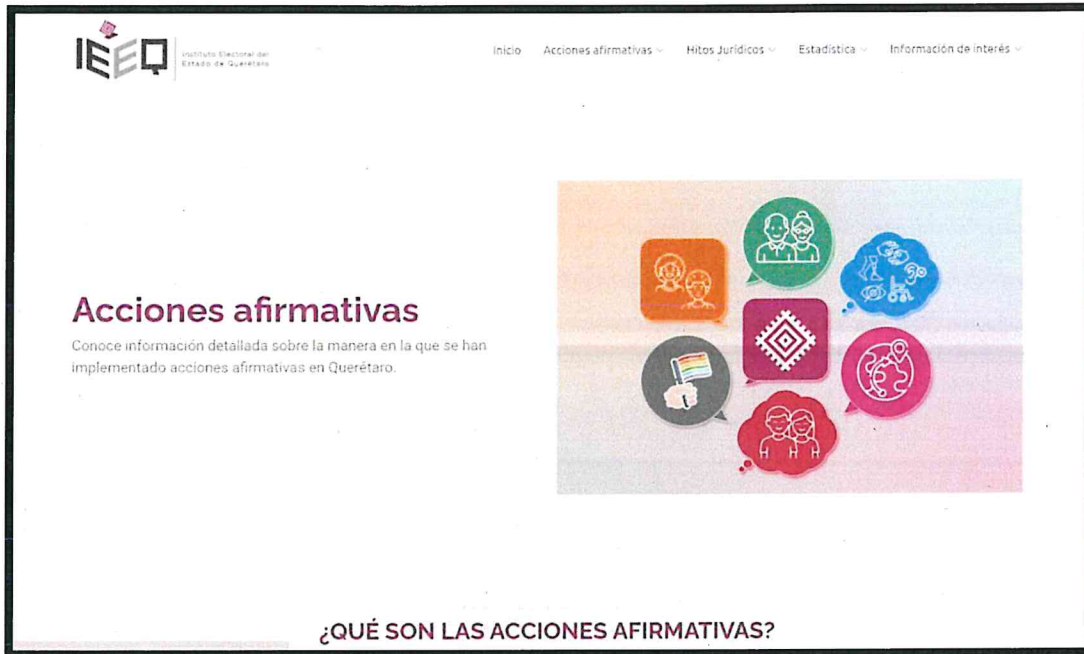 IEEQ
Instituto Electoral del
Estado de Querétaro
Inicio Acciones afirmativas Hitos Jurídicos Estadística Información de interés
Acciones afirmativas
Conoce información detallada sobre la manera en la que se han
implementado acciones afirmativas en Querétaro.
¿QUÉ SON LAS ACCIONES AFIRMATIVAS?